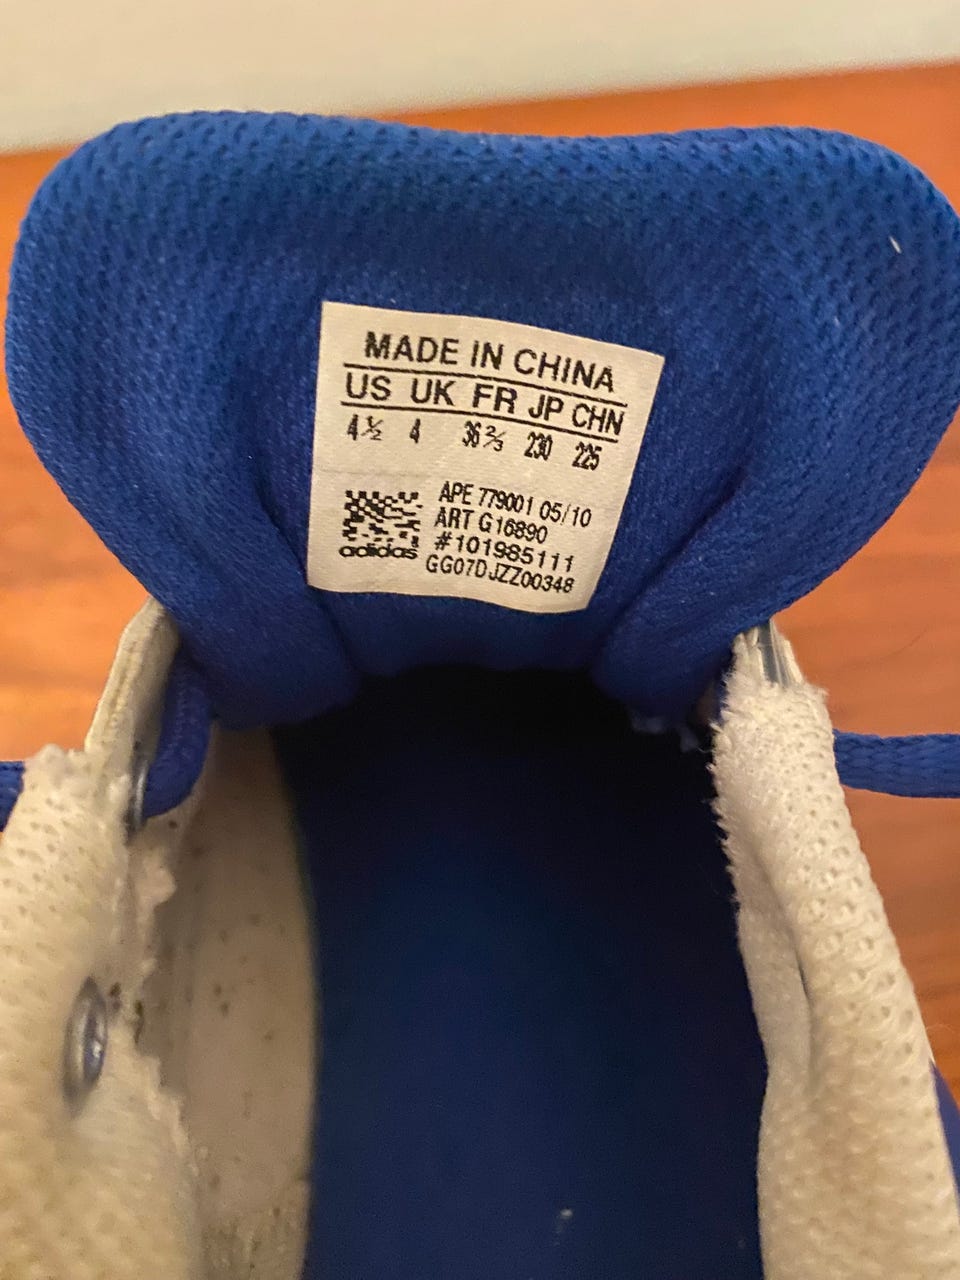 MADE IN CHINA
US UK FR JP CHN
4½ 4 36⅔ 230 225
APE 779001 05/10
ART G16890
#101985111
adidas GG07DJZZ00348